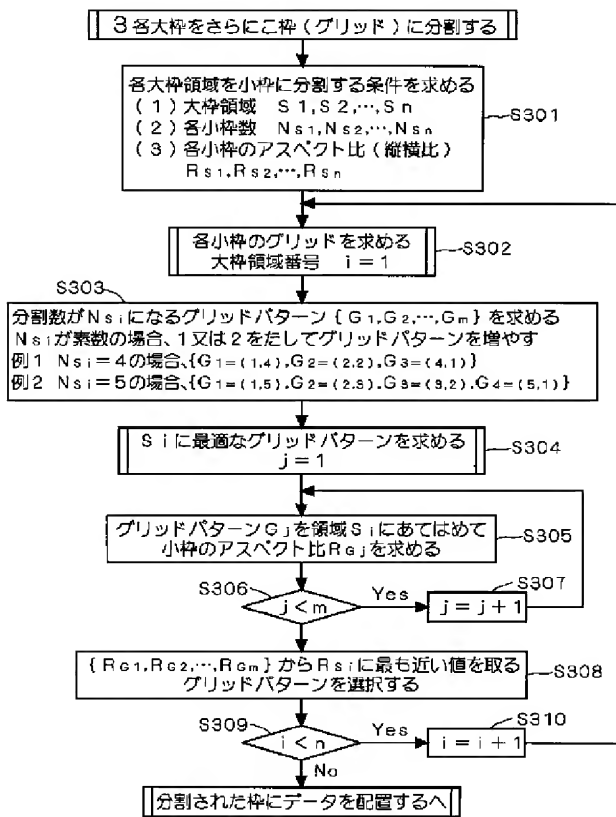 3 各大枠をさらにこ枠(グリッド)に分割する
各大枠領域を小枠に分割する条件を求める
(1)大枠領域 S1,S2,…,Sn
(2)各小枠数 Ns1,Ns2,…,Nsn
(3)各小枠のアスペクト比(縦横比)
Rs1,Rs2,…,Rsn
S301
各小枠のグリッドを求める
大枠領域番号 i=1
S302
S303
分割数がNsiになるグリッドパターン{G1,G2,…,Gm}を求める
Nsiが素数の場合、1又は2をたしてグリッドパターンを増やす
例1 Nsi=4の場合、{G1=(1,4),G2=(2,2),G3=(4,1)}
例2 Nsi=5の場合、{G1=(1,5),G2=(2,3),G3=(3,2),G4=(5,1)}
Siに最適なグリッドパターンを求める
j=1
S304
グリッドパターンGjを領域Siにあてはめて
小枠のアスペクト比RGjを求める
S305
S306
j<m
Yes
S307
j=j+1
{RG1,RG2,…,RGm}からRsiに最も近い値を取る
グリッドパターンを選択する
S308
S309
i<n
Yes
S310
i=i+1
No
分割された枠にデータを配置するへ